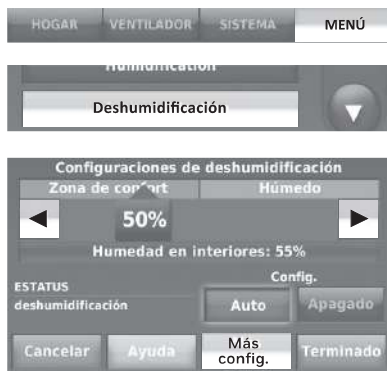 HOGAR VENTILADOR SISTEMA MENÚ
Humidification
Deshumidificación
Configuraciones de deshumidificación
Zona de confort Húmedo
50%
Humedad en interiores: 55%
ESTATUS Config.
deshumidificación Auto Apagado
Cancelar Ayuda Más config. Terminado